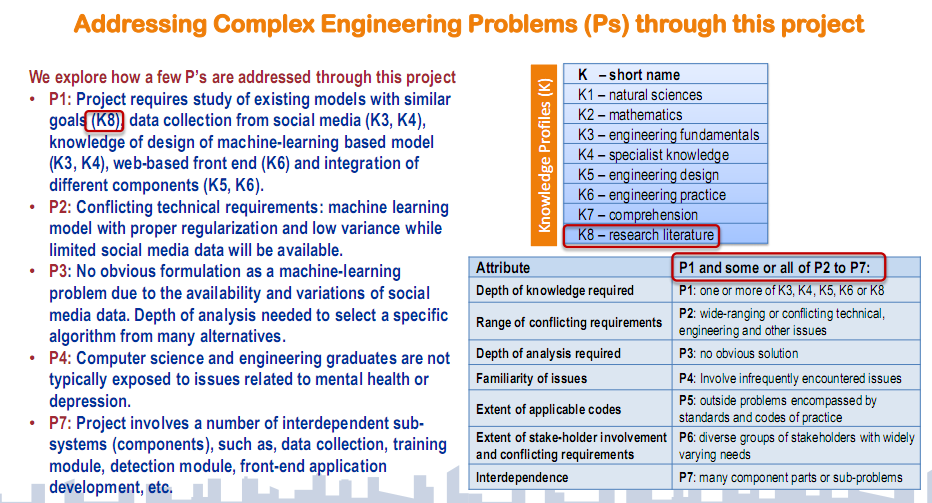 Addressing Complex Engineering Problems (Ps) through this project
We explore how a few P's are addressed through this project
• P1: Project requires study of existing models with similar
goals (K8), data collection from social media (K3, K4),
knowledge of design of machine-learning based model
(K3, K4), web-based front end (K6) and integration of
different components (K5, K6).
• P2: Conflicting technical requirements: machine learning
model with proper regularization and low variance while
limited social media data will be available.
• P3: No obvious formulation as a machine-learning
problem due to the availability and variations of social
media data. Depth of analysis needed to select a specific
algorithm from many alternatives.
• P4: Computer science and engineering graduates are not
typically exposed to issues related to mental health or
depression.
• P7: Project involves a number of interdependent sub-
systems (components), such as, data collection, training
module, detection module, front-end application
development, etc.
Knowledge Profiles (K)
K – short name
K1 – natural sciences
K2 – mathematics
K3 – engineering fundamentals
K4 – specialist knowledge
K5 – engineering design
K6 – engineering practice
K7 – comprehension
K8 – research literature
Attribute P1 and some or all of P2 to P7:
Depth of knowledge required P1: one or more of K3, K4, K5, K6 or K8
Range of conflicting requirements P2: wide-ranging or conflicting technical,
engineering and other issues
Depth of analysis required P3: no obvious solution
Familiarity of issues P4: Involve infrequently encountered issues
Extent of applicable codes P5: outside problems encompassed by
standards and codes of practice
Extent of stake-holder involvement P6: diverse groups of stakeholders with widely
and conflicting requirements varying needs
Interdependence P7: many component parts or sub-problems